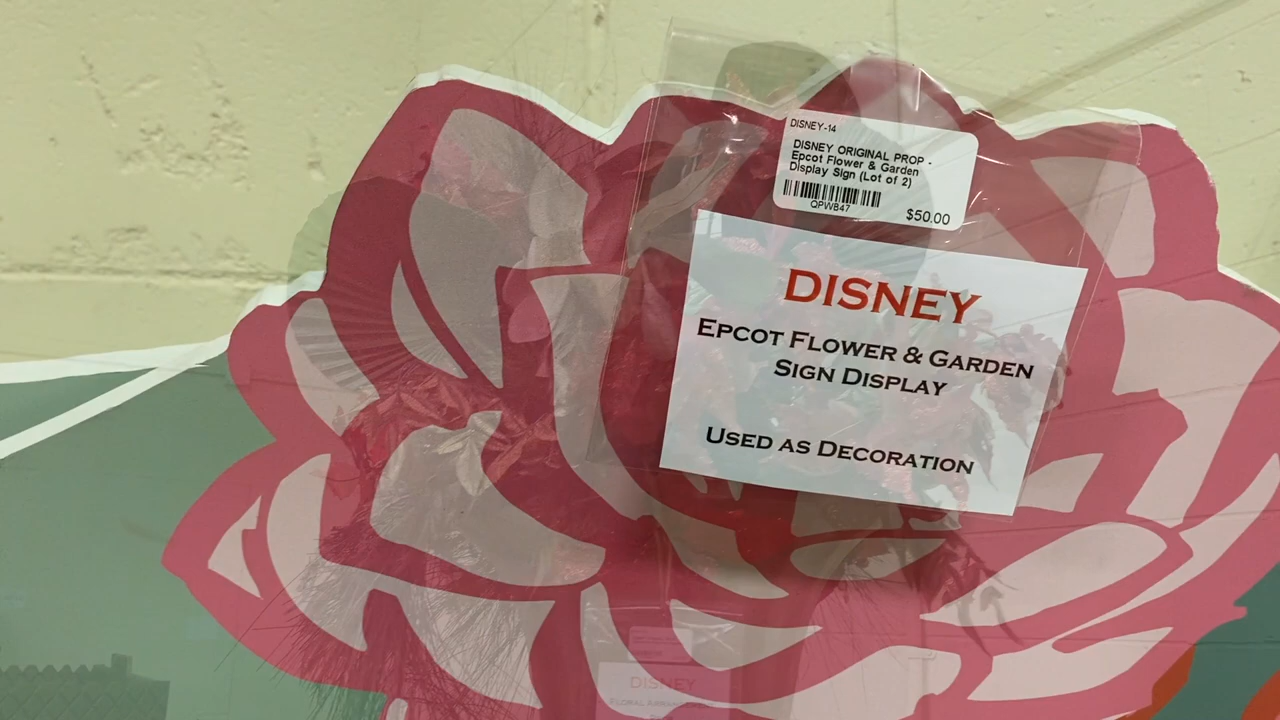 DISNEY-14
DISNEY ORIGINAL PROP -
Epcot Flower & Garden
Display Sign (Lot of 2)
QPWB47
$50.00
DISNEY
EPCOT FLOWER & GARDEN
SIGN DISPLAY
USED AS DECORATION
DISNEY
FLORAL